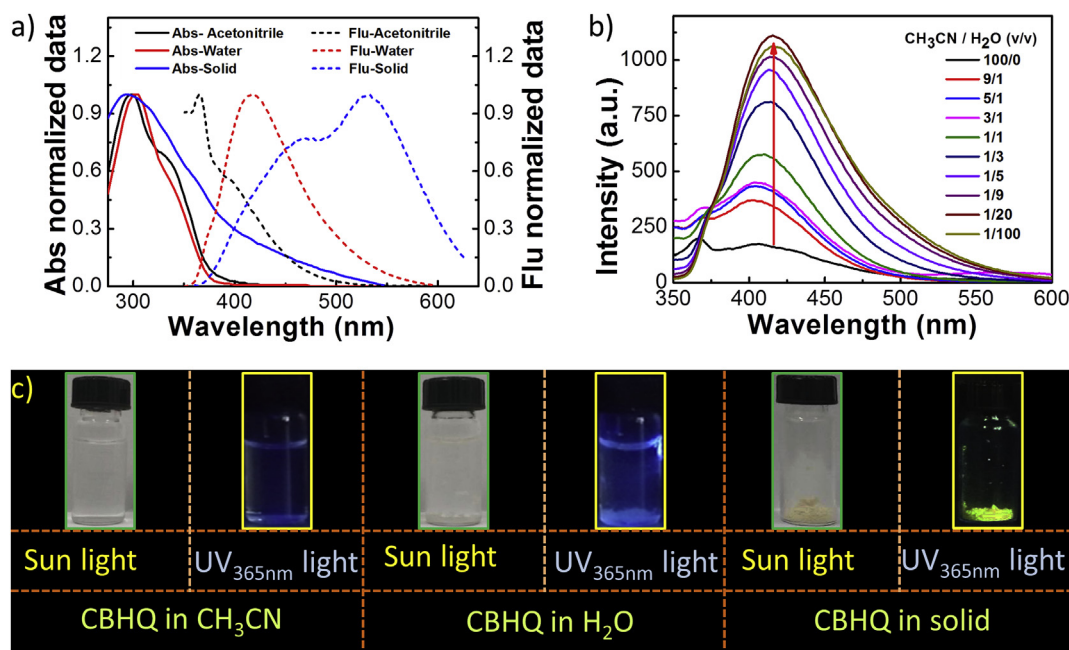 a)
Abs- Acetonitrile
Abs-Water
Abs-Solid
Flu-Acetonitrile
Flu-Water
Flu-Solid
Abs normalized data
1.2
0.9
0.6
0.3
0.0
Flu normalized data
1.2
0.9
0.6
0.3
0.0
300 400 500 600
Wavelength (nm)
b)
CH₃CN / H₂O (v/v)
100/0
9/1
5/1
3/1
1/1
1/3
1/5
1/9
1/20
1/100
Intensity (a.u.)
1000
750
500
250
0
350 400 450 500 550 600
Wavelength (nm)
c)
Sun light UV₃₆₅ₙₘ light Sun light UV₃₆₅ₙₘ light Sun light UV₃₆₅ₙₘ light
CBHQ in CH₃CN CBHQ in H₂O CBHQ in solid